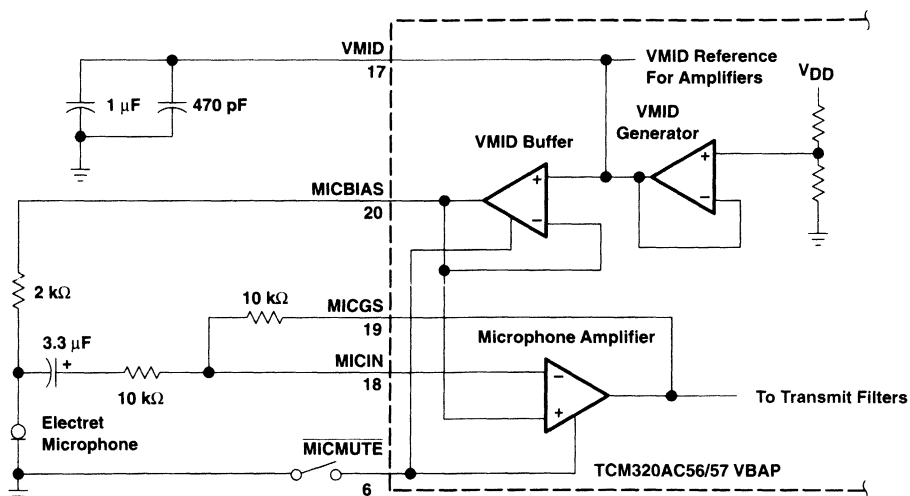 VMID
17
VMID Reference
For Amplifiers
VDD
1 µF
470 pF
VMID
Generator
VMID Buffer
+
−
+
−
MICBIAS
20
2 kΩ
10 kΩ
MICGS
19
Microphone Amplifier
3.3 µF
+
10 kΩ
MICIN
18
−
+
To Transmit Filters
Electret
Microphone
MICMUTE
6
TCM320AC56/57 VBAP